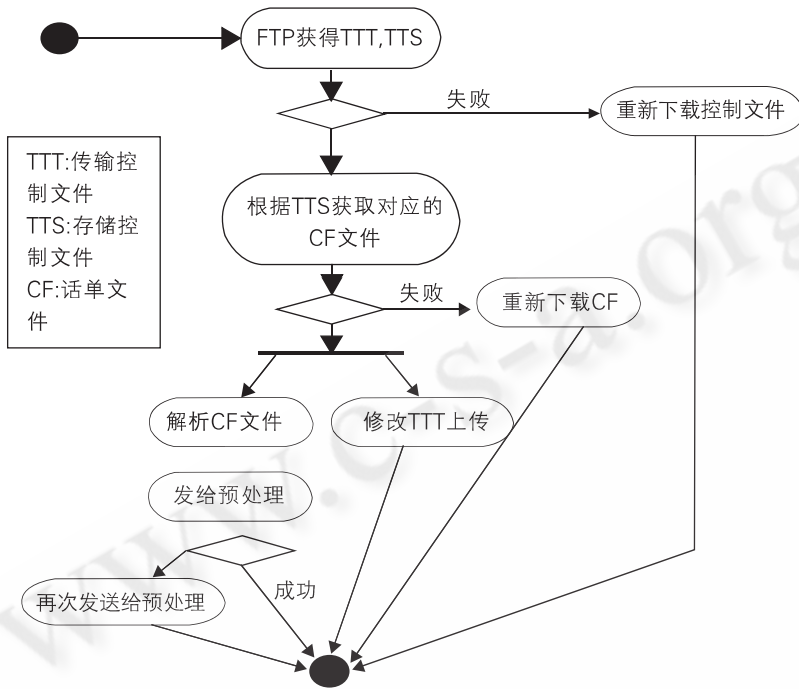 FTP获得TTT,TTS
失败
重新下载控制文件
TTT:传输控
制文件
TTS:存储控
制文件
CF:话单文
件
根据TTS获取对应的
CF文件
失败
重新下载CF
解析CF文件
修改TTT上传
发给预处理
成功
再次发送给预处理
www.c-s-a.org